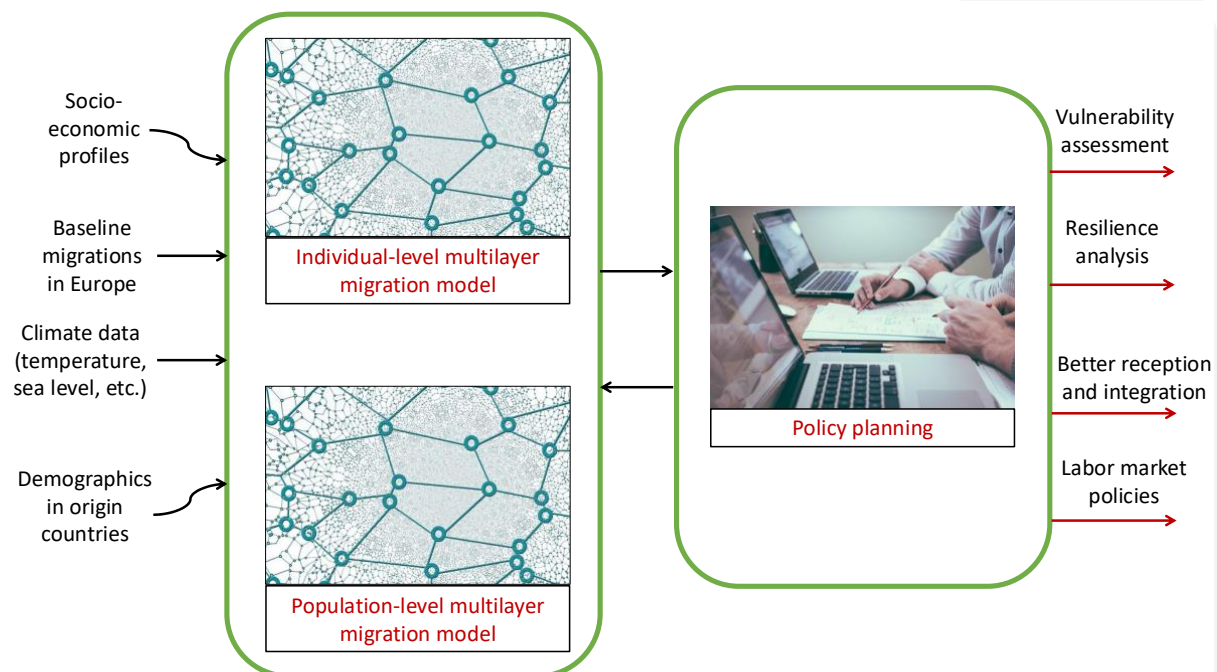 Socio-
economic
profiles
Baseline
migrations
in Europe
Climate data
(temperature,
sea level, etc.)
Demographics
in origin
countries
Individual-level multilayer
migration model
Population-level multilayer
migration model
Policy planning
Vulnerability
assessment
Resilience
analysis
Better reception
and integration
Labor market
policies